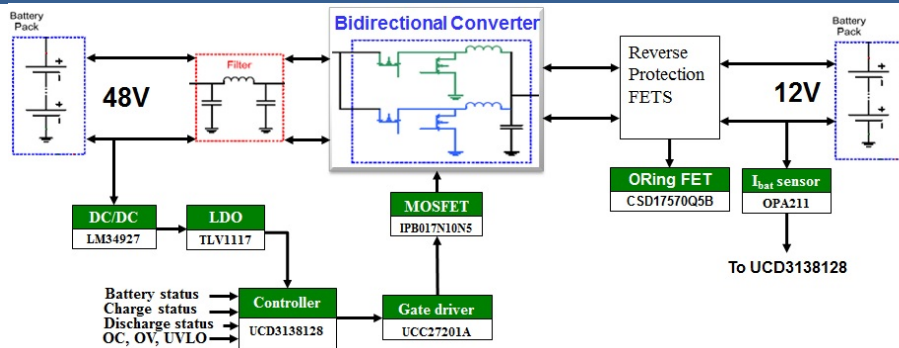 Battery
Pack
48V
Filter
Bidirectional Converter
Reverse
Protection
FETS
12V
Battery
Pack
ORing FET
CSD17570Q5B
Ibat sensor
OPA211
To UCD3138128
MOSFET
IPB017N10N5
DC/DC
LM34927
LDO
TLV1117
Battery status
Charge status
Discharge status
OC, OV, UVLO
Controller
UCD3138128
Gate driver
UCC27201A